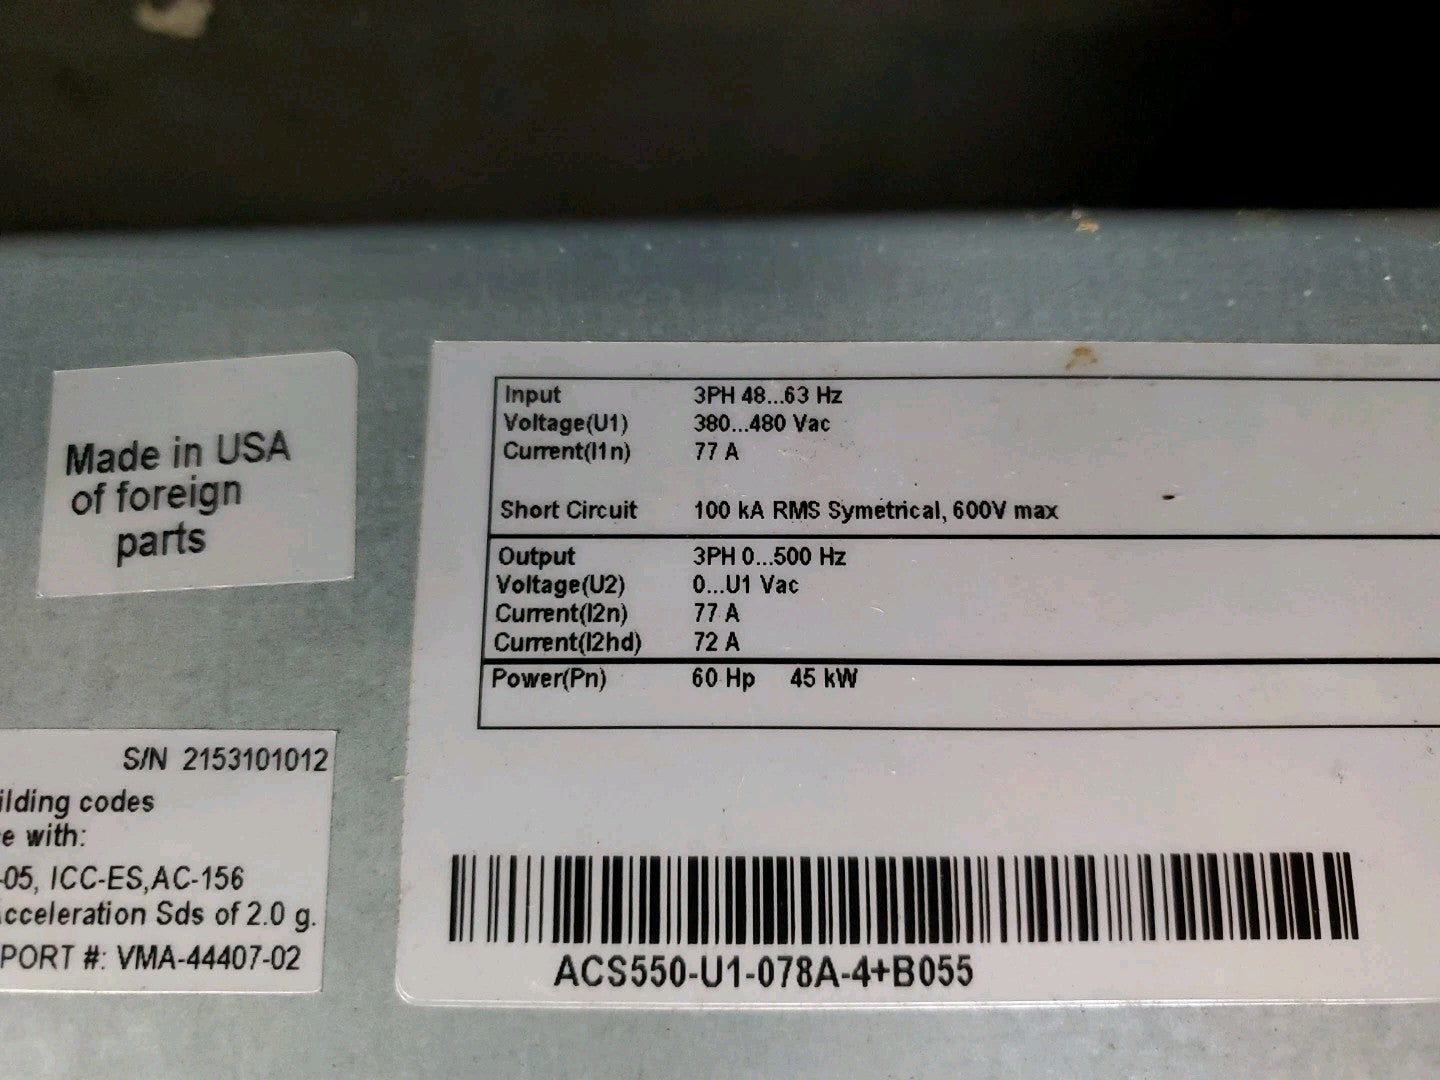 Made in USA
of foreign
parts
Input 3PH 48...63 Hz
Voltage(U1) 380...480 Vac
Current(I1n) 77 A
Short Circuit 100 kA RMS Symetrical, 600V max
Output 3PH 0...500 Hz
Voltage(U2) 0...U1 Vac
Current(I2n) 77 A
Current(I2hd) 72 A
Power(Pn) 60 Hp 45 kW
S/N 2153101012
ilding codes
e with:
-05, ICC-ES,AC-156
cceleration Sds of 2.0 g.
PORT #: VMA-44407-02
ACS550-U1-078A-4+B055